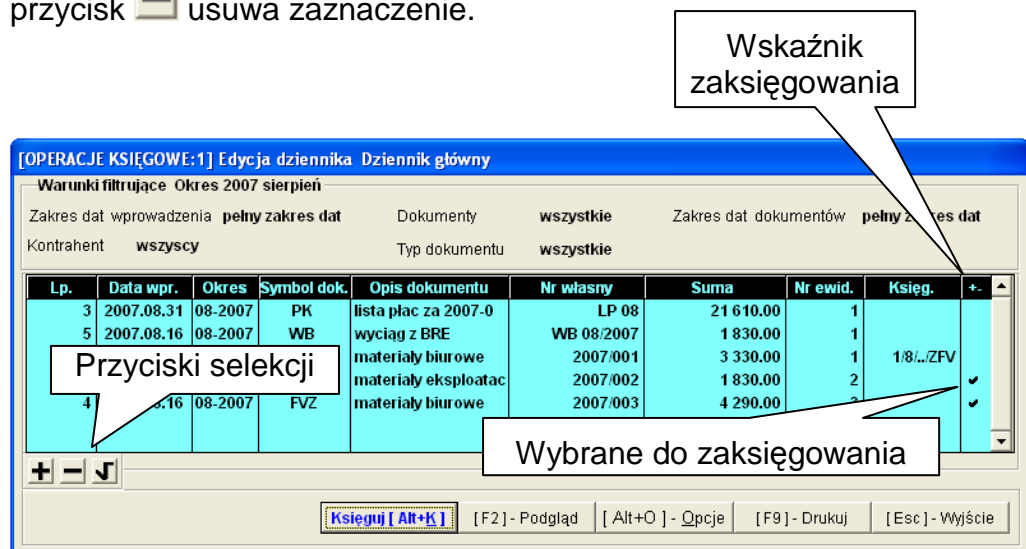 przycisk usuwa zaznaczenie.
Wskaźnik
zaksięgowania
[OPERACJE KSIĘGOWE:1] Edycja dziennika Dziennik główny
Warunki filtrujące Okres 2007 sierpień
Zakres dat wprowadzenia pełny zakres dat Dokumenty wszystkie Zakres dat dokumentów pełny zakres dat
Kontrahent wszyscy Typ dokumentu wszystkie
Lp. Data wpr. Okres Symbol dok. Opis dokumentu Nr własny Suma Nr ewid. Księg. +-
3 2007.08.31 08-2007 PK lista płac za 2007-0 LP 08 21 610.00 1
5 2007.08.16 08-2007 WB wyciąg z BRE WB 08/2007 1 830.00 1
materiały biurowe 2007/001 3 330.00 1 1/8/../ZFV
Przyciski selekcji
materiały eksploatac 2007/002 1 830.00 2
4 .08.16 08-2007 FVZ materiały biurowe 2007/003 4 290.00
Wybrane do zaksięgowania
Księguj [ Alt+K ] [ F2 ] - Podgląd [ Alt+O ] - Opcje [ F9 ] - Drukuj [ Esc ] - Wyjście